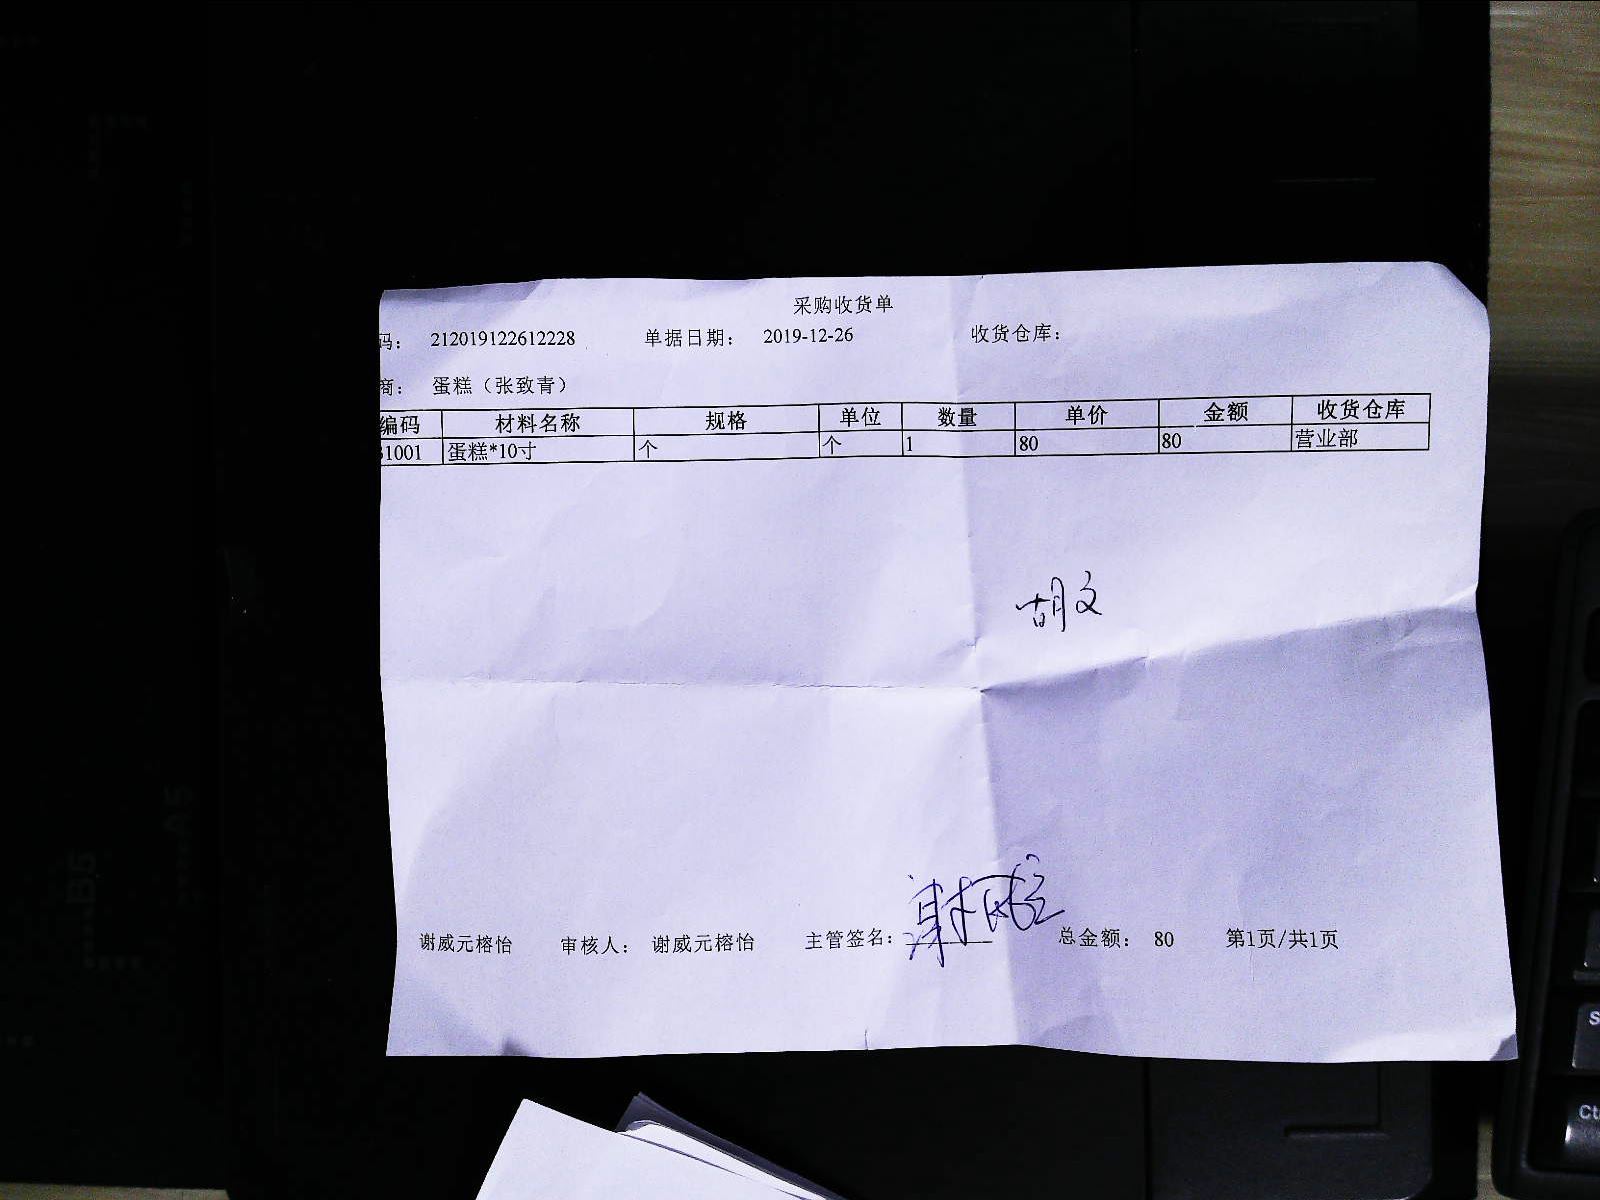 采购收货单
码： 212019122612228 单据日期： 2019-12-26 收货仓库：
商： 蛋糕（张致青）
编码 材料名称 规格 单位 数量 单价 金额 收货仓库
1001 蛋糕*10寸 个 个 1 80 80 营业部
胡文
谢威元榕怡 审核人： 谢威元榕怡 主管签名： 总金额： 80 第1页/共1页
B5
A5
S
Ct